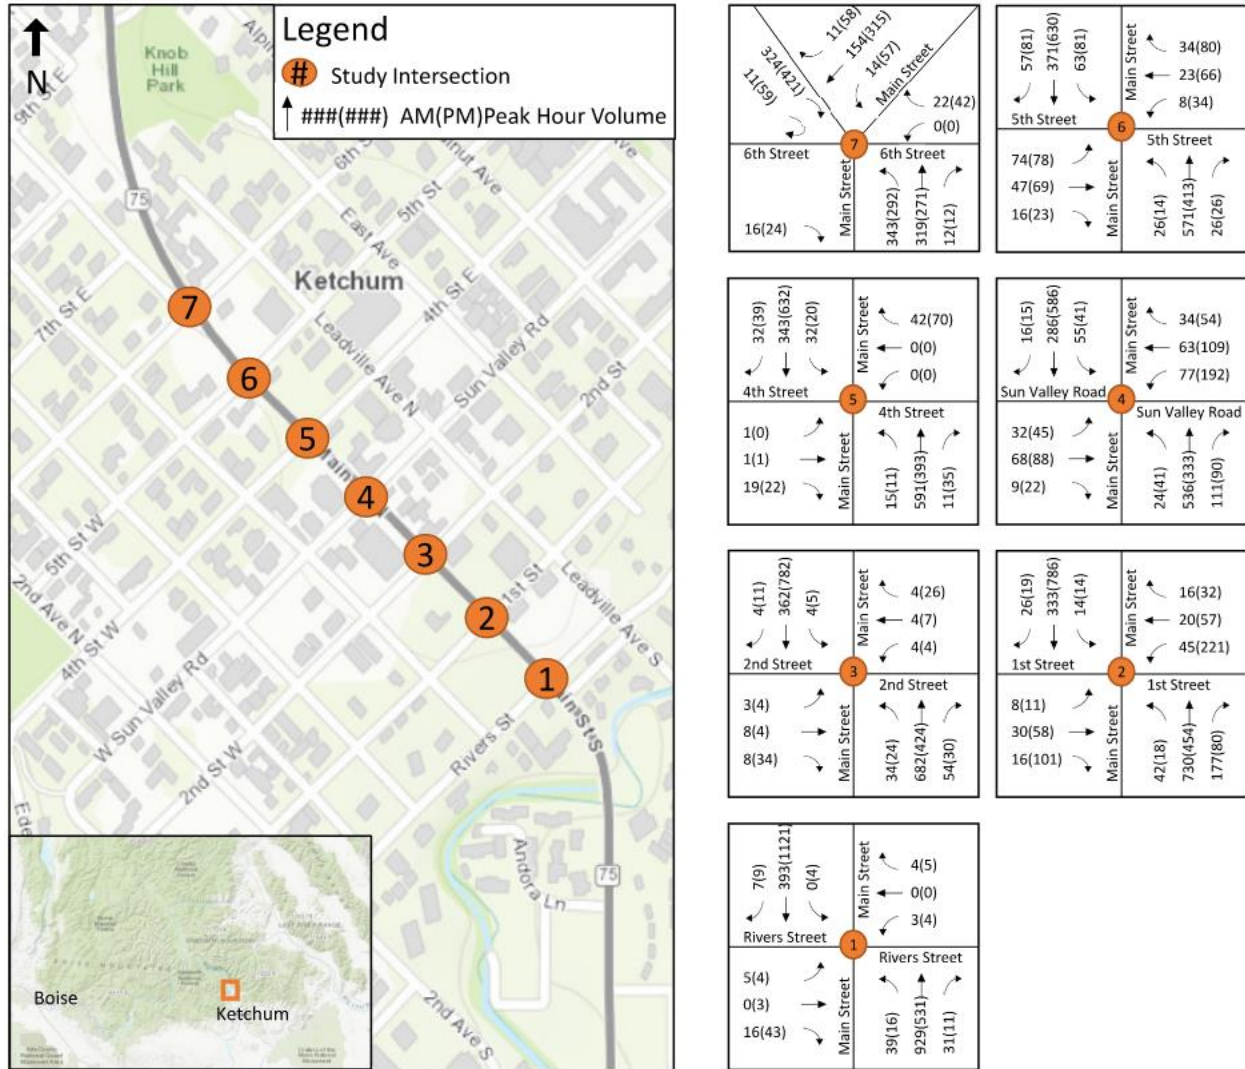 N
Legend
# Study Intersection
###(###) AM(PM)Peak Hour Volume
Knob
Hill
Park
9th St E
6th St
Walnut Ave
5th St
East Ave
Ave
75
Ketchum
4th St E
7th St E
Leadville Ave N
Sun Valley Rd
2nd St
7
6
5
4
3
2
1
Main
1st St
Leadville Ave S
5th St W
2nd Ave N
4th St W
W Sun Valley Rd
2nd St W
Rivers St
St S
Andora Ln
75
2nd Ave S
Boise
Ketchum
11(58)
154(315)
14(57)
324(421)
11(59)
Main Street
22(42)
0(0)
7
6th Street
6th Street
Main Street
16(24)
343(292)
319(271)
12(12)
57(81)
371(630)
63(81)
Main Street
34(80)
23(66)
8(34)
5th Street
6
5th Street
74(78)
47(69)
16(23)
Main Street
26(14)
571(413)
26(26)
32(39)
343(632)
32(20)
Main Street
42(70)
0(0)
0(0)
4th Street
5
4th Street
1(0)
1(1)
19(22)
Main Street
15(11)
591(393)
11(35)
16(15)
286(586)
55(41)
Main Street
34(54)
63(109)
77(192)
Sun Valley Road
4
Sun Valley Road
32(45)
68(88)
9(22)
Main Street
24(41)
536(333)
111(90)
4(11)
362(782)
4(5)
Main Street
4(26)
4(7)
4(4)
2nd Street
3
2nd Street
3(4)
8(4)
8(34)
Main Street
34(24)
682(424)
54(30)
26(19)
333(786)
14(14)
Main Street
16(32)
20(57)
45(221)
1st Street
2
1st Street
8(11)
30(58)
16(101)
Main Street
42(18)
730(454)
177(80)
7(9)
393(1121)
0(4)
Main Street
4(5)
0(0)
3(4)
Rivers Street
1
Rivers Street
5(4)
0(3)
16(43)
Main Street
39(16)
929(531)
31(11)